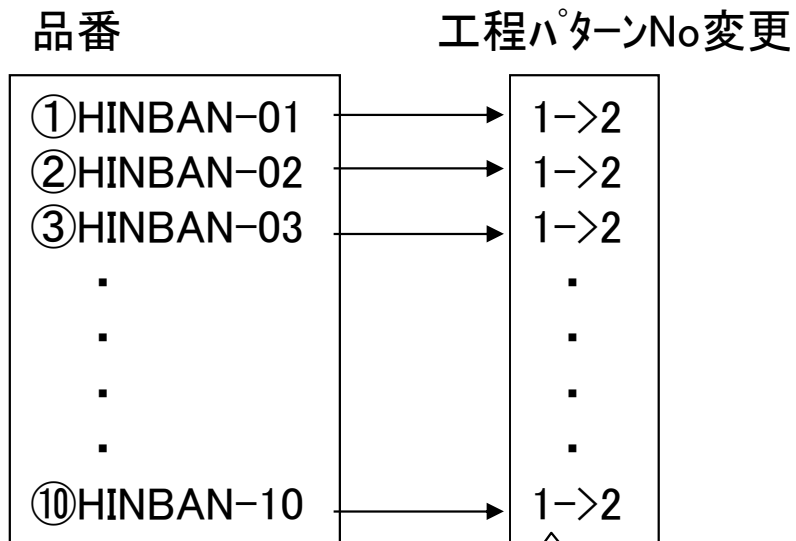 品番 工程パターンNo変更
①HINBAN-01 1->2
②HINBAN-02 1->2
③HINBAN-03 1->2
・ ・
・ ・
・ ・
・ ・
⑩HINBAN-10 1->2